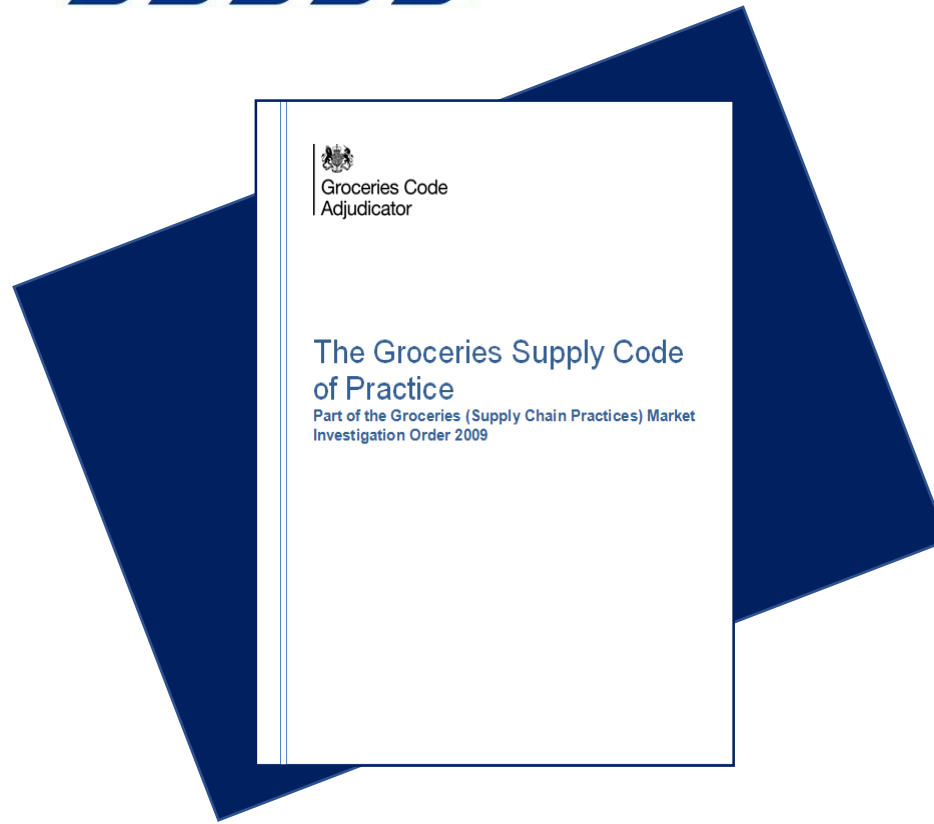 Groceries Code
Adjudicator
The Groceries Supply Code
of Practice
Part of the Groceries (Supply Chain Practices) Market
Investigation Order 2009